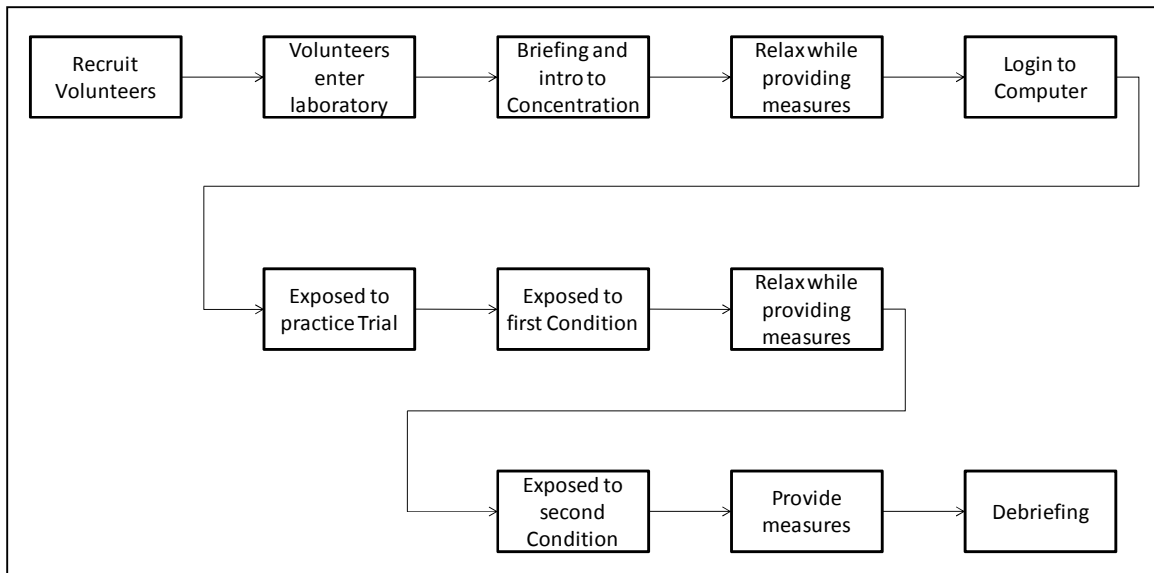 Recruit
Volunteers
Volunteers
enter
laboratory
Briefing and
intro to
Concentration
Relax while
providing
measures
Login to
Computer
Exposed to
practice Trial
Exposed to
first Condition
Relax while
providing
measures
Exposed to
second
Condition
Provide
measures
Debriefing